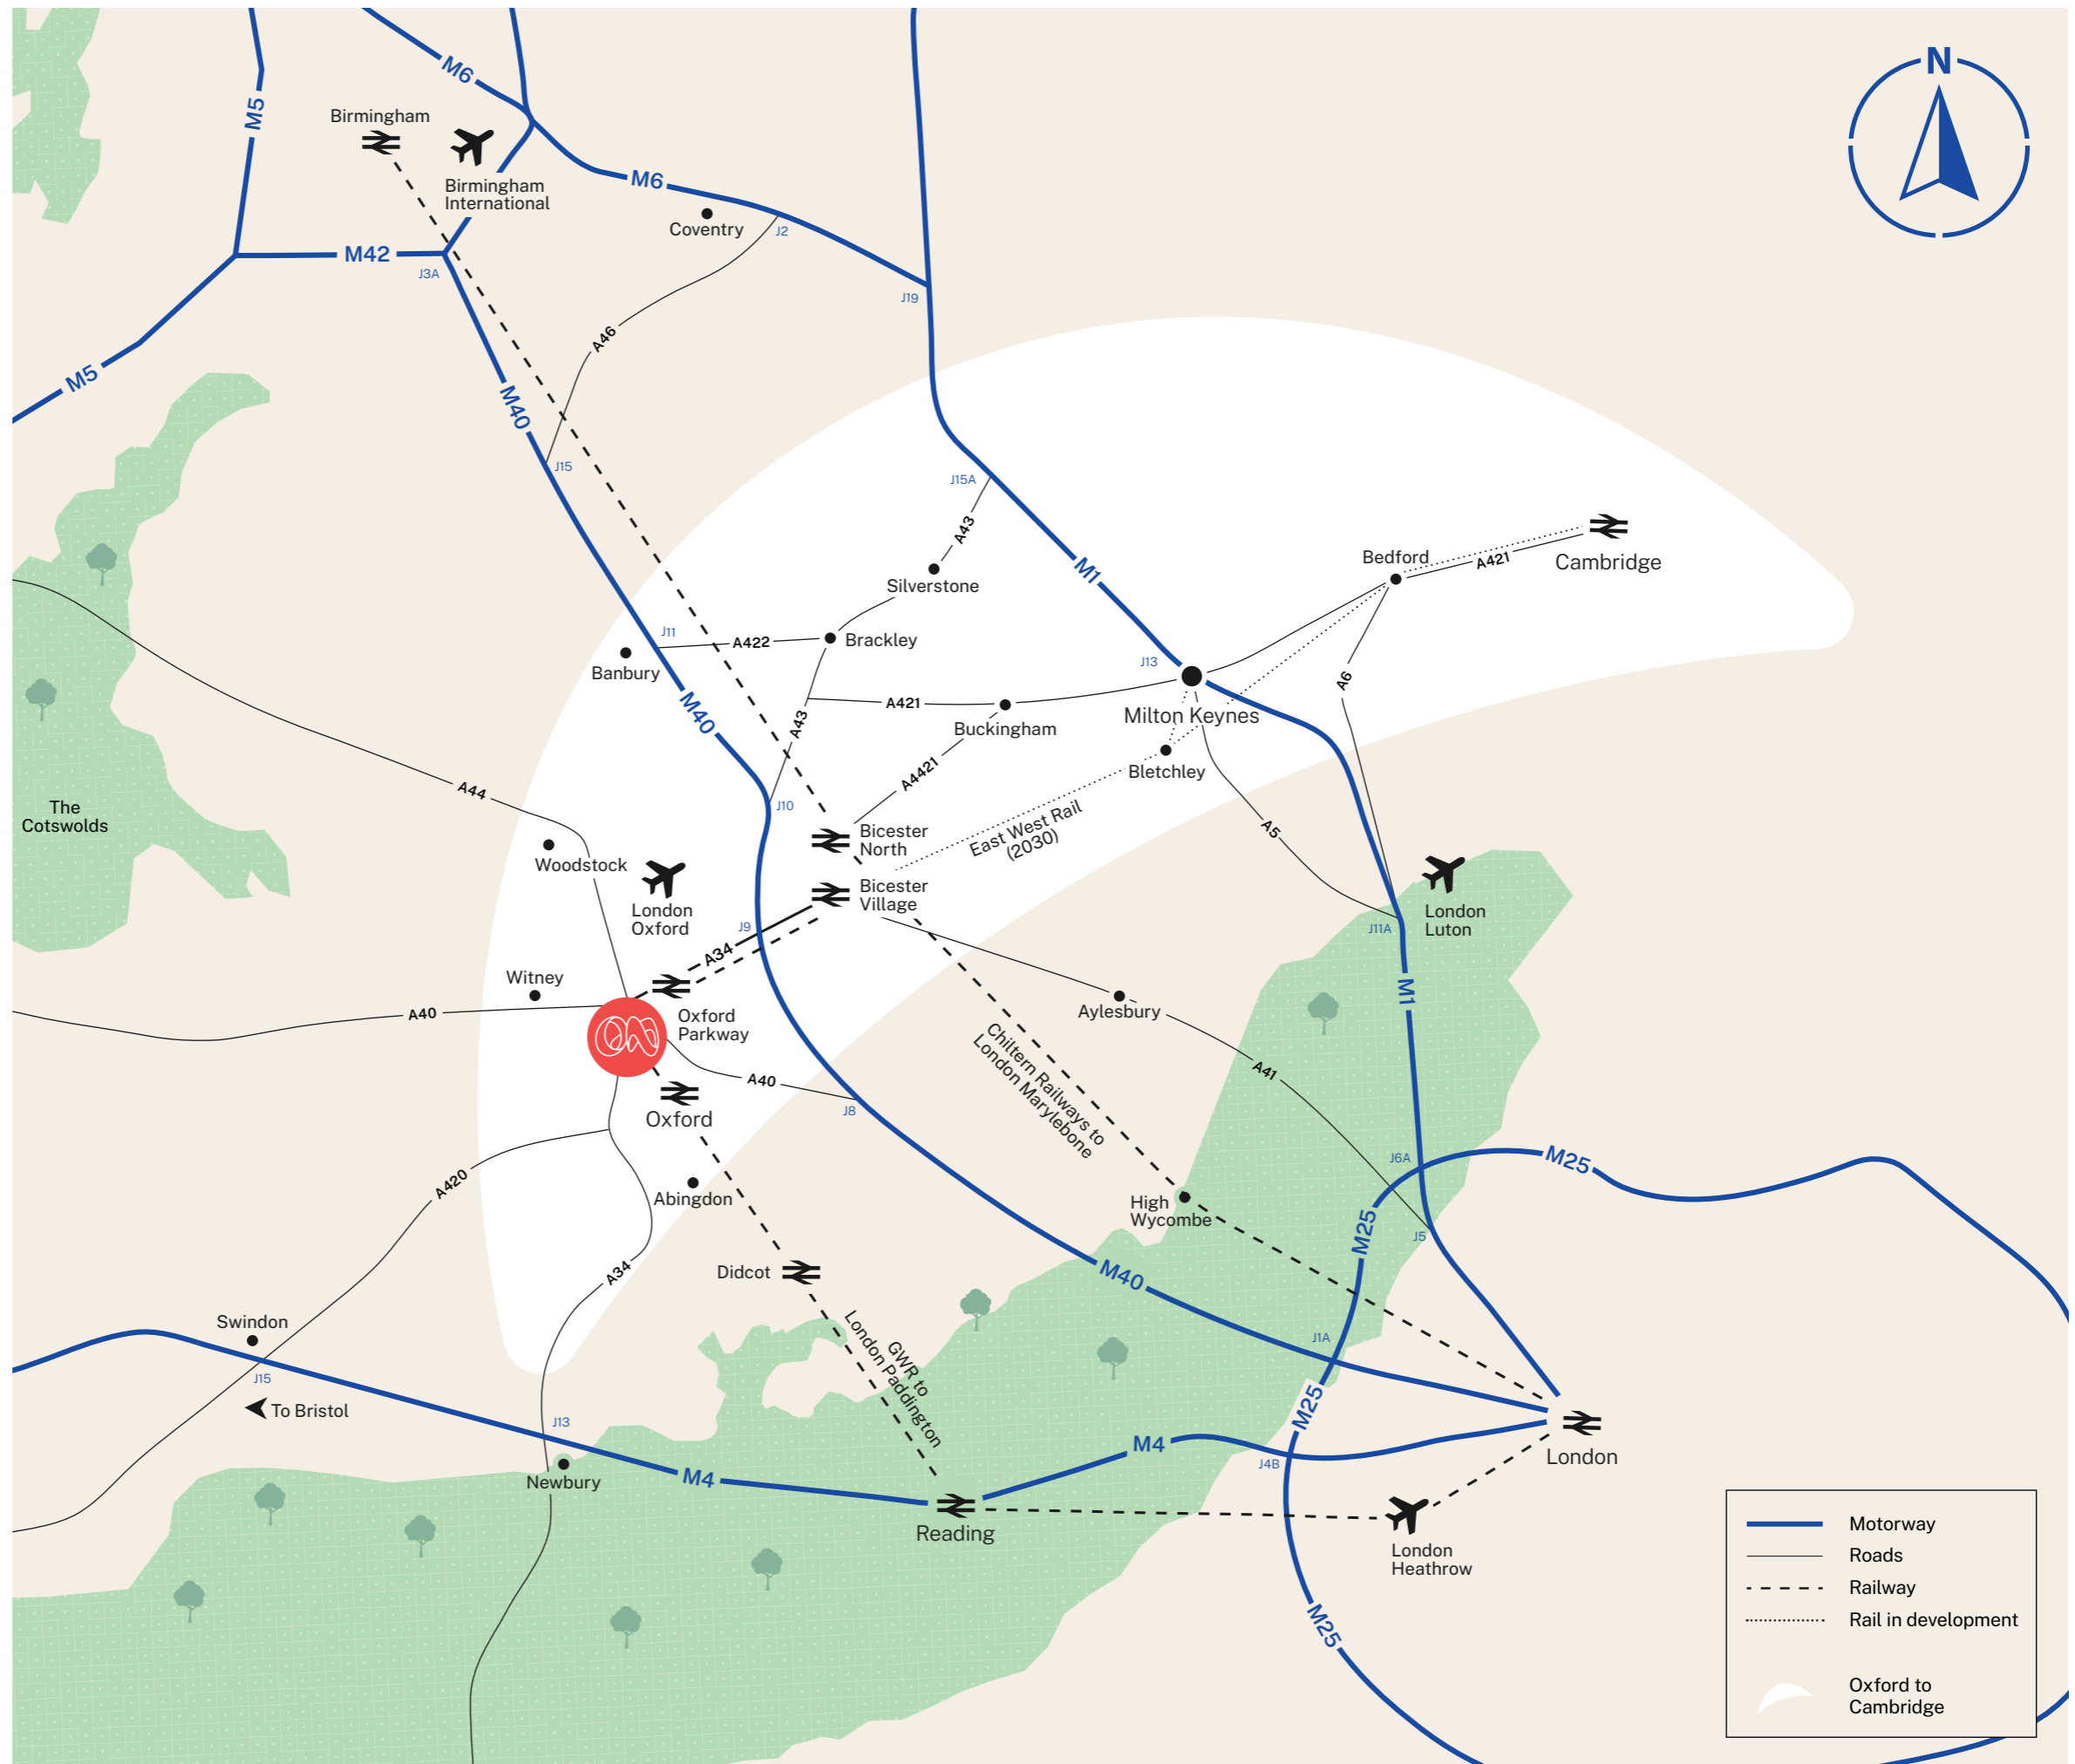 N
M6
M5
Birmingham
Birmingham
International
M6
Coventry
J2
M42
J3A
J19
A46
M5
M40
J15
J15A
A43
Silverstone
M1
Bedford
A421
Cambridge
J11
A422
Brackley
Banbury
J13
A6
M40
A421
A43
Buckingham
Milton Keynes
Bletchley
A4421
A44
J10
The
Cotswolds
East West Rail
(2030)
A5
Bicester
North
Woodstock
Bicester
Village
London
Oxford
London
Luton
J9
J11A
A34
Witney
M1
A40
Oxford
Parkway
Aylesbury
Chiltern Railways to
London Marylebone
A41
A40
J8
Oxford
J6A
M25
A420
Abingdon
High
Wycombe
M25
J5
A34
Didcot
M40
Swindon
J1A
GWR to
London Paddington
J15
To Bristol
M25
J13
M4
London
J4B
Newbury
M4
Reading
London
Heathrow
M25
Motorway
Roads
Railway
Rail in development
Oxford to
Cambridge